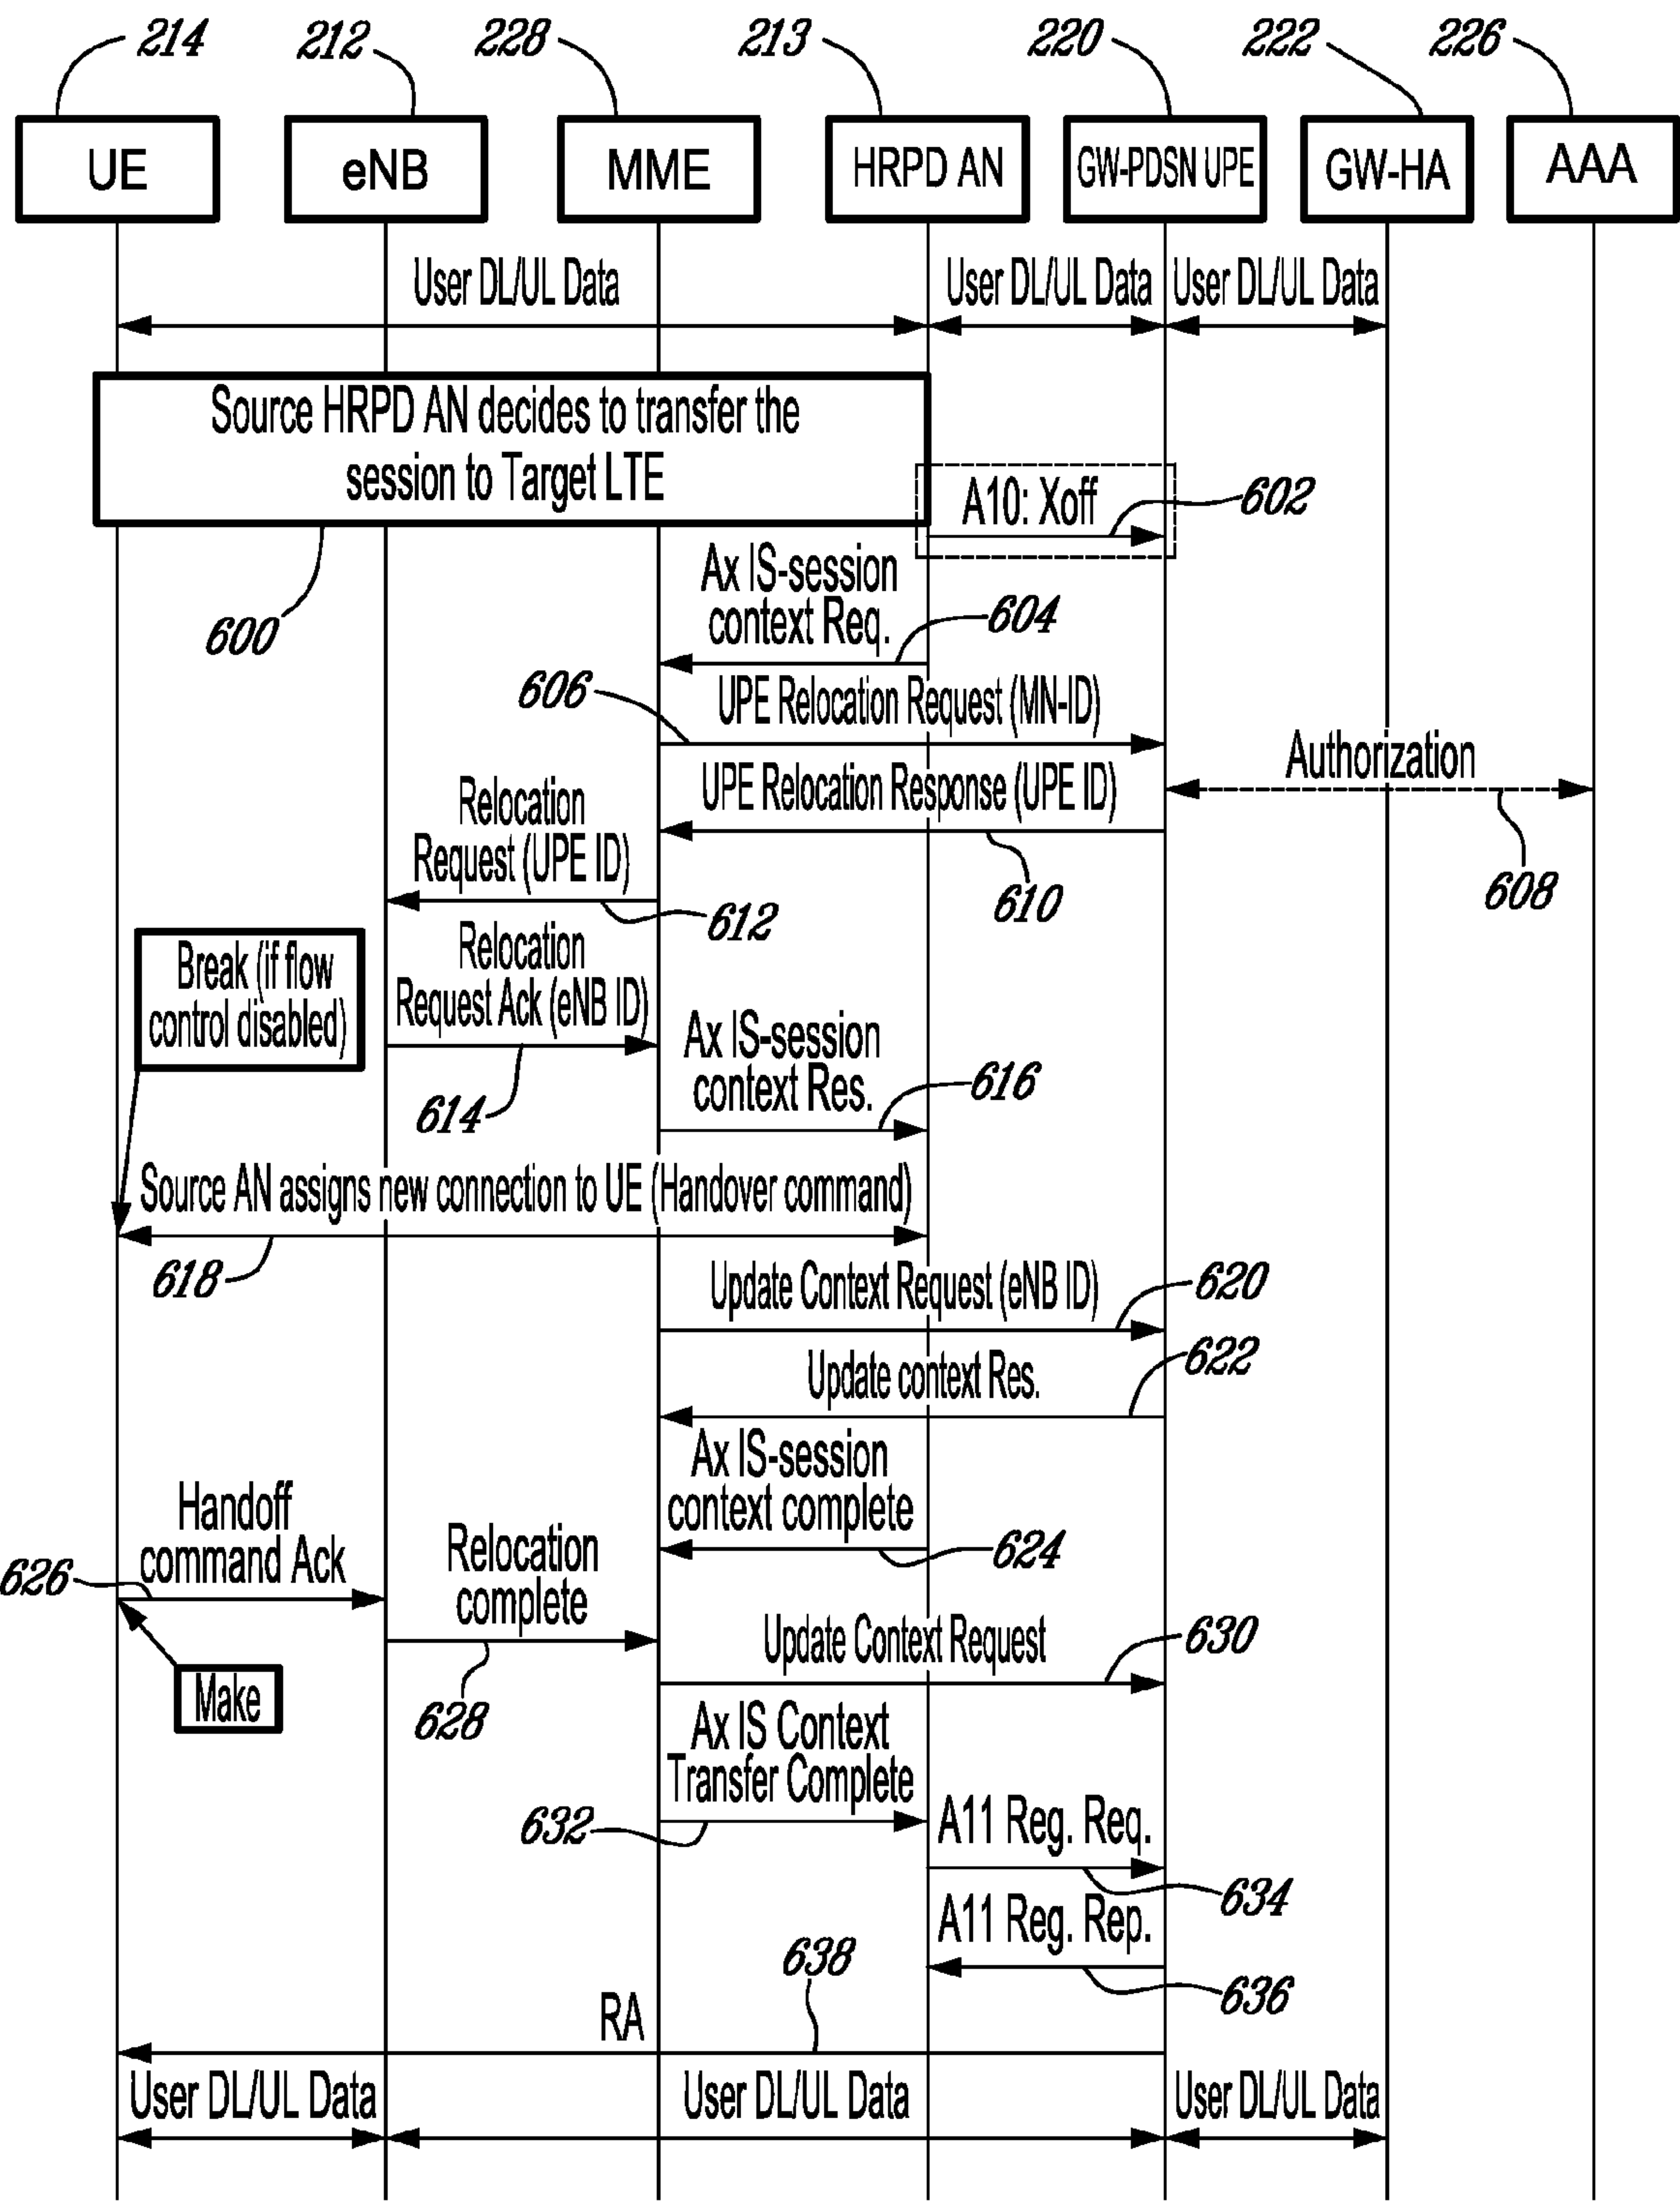 214
212
228
213
220
222
226
UE
eNB
MME
HRPD AN
GW-PDSN UPE
GW-HA
AAA
User DL/UL Data
User DL/UL Data
User DL/UL Data
Source HRPD AN decides to transfer the
session to Target LTE
600
A10: Xoff
602
Ax IS-session
context Req.
604
606
UPE Relocation Request (MN-ID)
Authorization
608
UPE Relocation Response (UPE ID)
610
Relocation
Request (UPE ID)
612
Break (if flow
control disabled)
Relocation
Request Ack (eNB ID)
614
Ax IS-session
context Res.
616
Source AN assigns new connection to UE (Handover command)
618
Update Context Request (eNB ID)
620
Update context Res.
622
Ax IS-session
context complete
624
Handoff
command Ack
626
Make
Relocation
complete
628
Update Context Request
630
Ax IS Context
Transfer Complete
632
A11 Reg. Req.
634
A11 Reg. Rep.
636
638
RA
User DL/UL Data
User DL/UL Data
User DL/UL Data